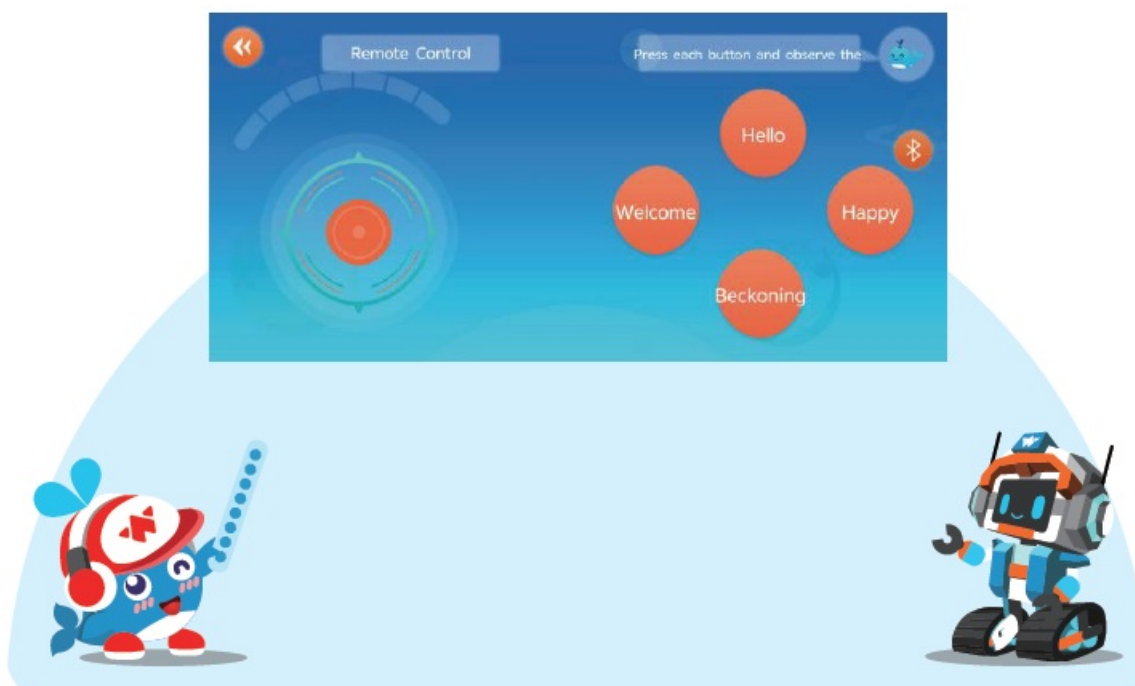 Remote Control
Press each button and observe the
Hello
Welcome
Happy
Beckoning